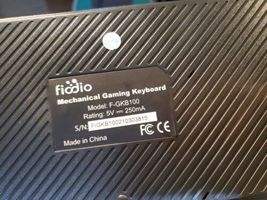 fiodio
Mechanical Gaming Keyboard
Model: F-GKB100
Rating: 5V ⎓ 250mA
S/N: F-GKB100210303815
Made in China
FC CE